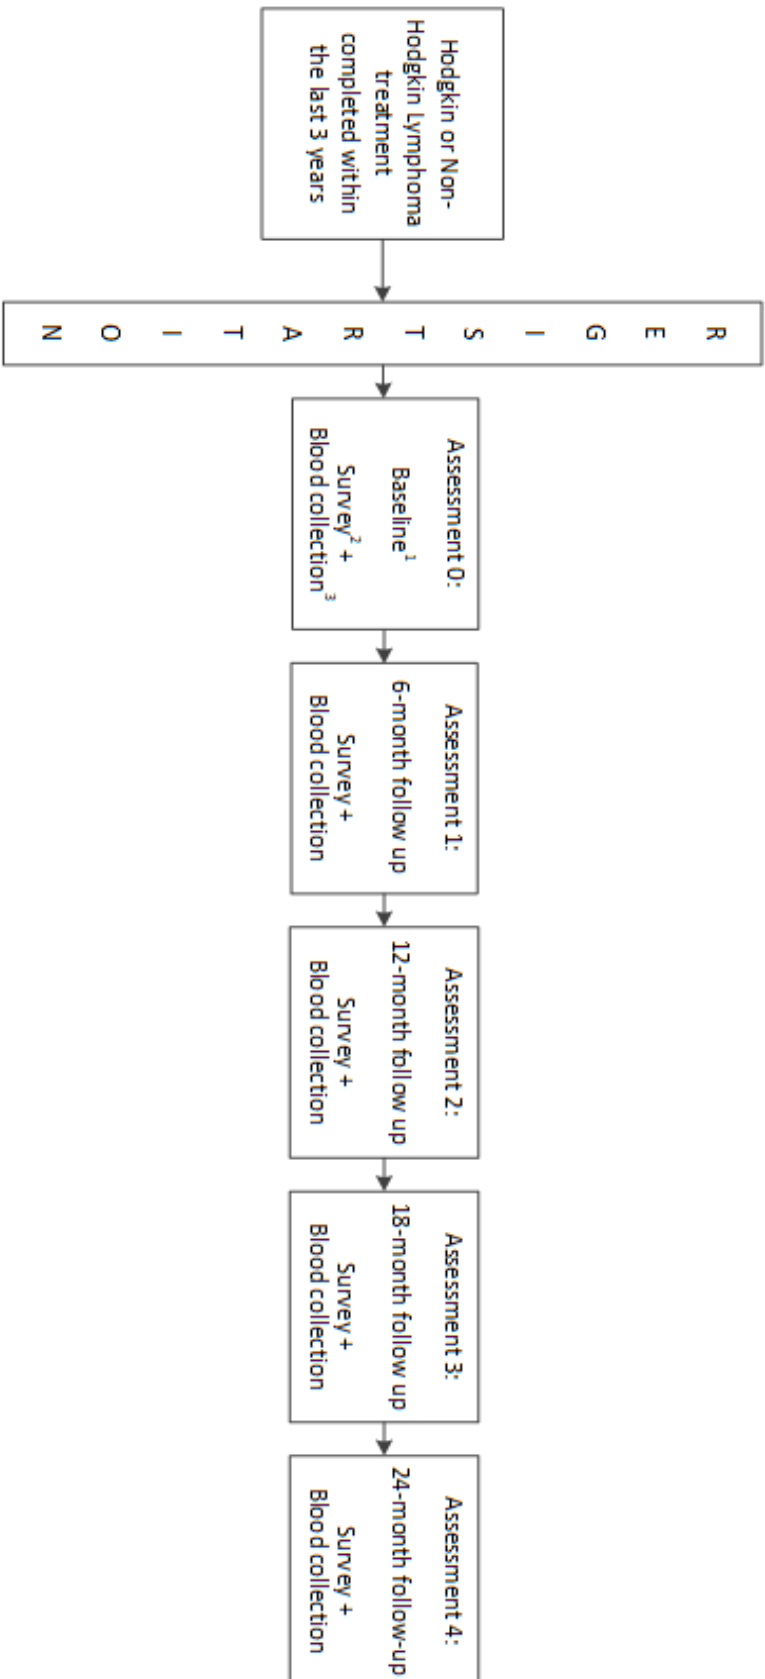 Hodgkin or Non-
Hodgkin Lymphoma
treatment
completed within
the last 3 years
R
E
G
I
S
T
R
A
T
I
O
N
Assessment 0:
Baseline¹
Survey² +
Blood collection³
Assessment 1:
6-month follow up
Survey +
Blood collection
Assessment 2:
12-month follow up
Survey +
Blood collection
Assessment 3:
18-month follow up
Survey +
Blood collection
Assessment 4:
24-month follow-up
Survey +
Blood collection